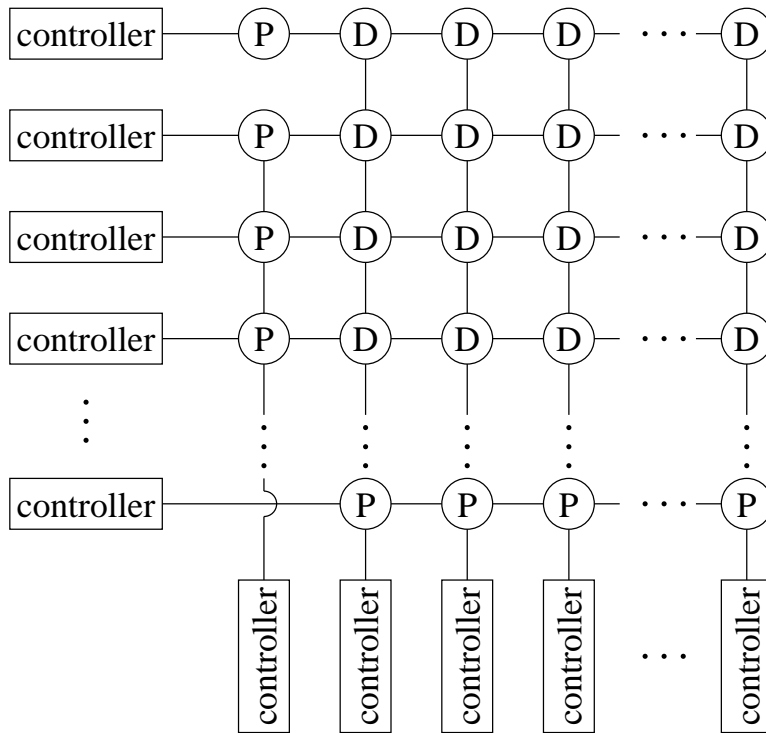 controller P D D D · · · D
controller P D D D · · · D
controller P D D D · · · D
controller P D D D · · · D
controller P P P · · · P
controller controller controller controller · · · controller